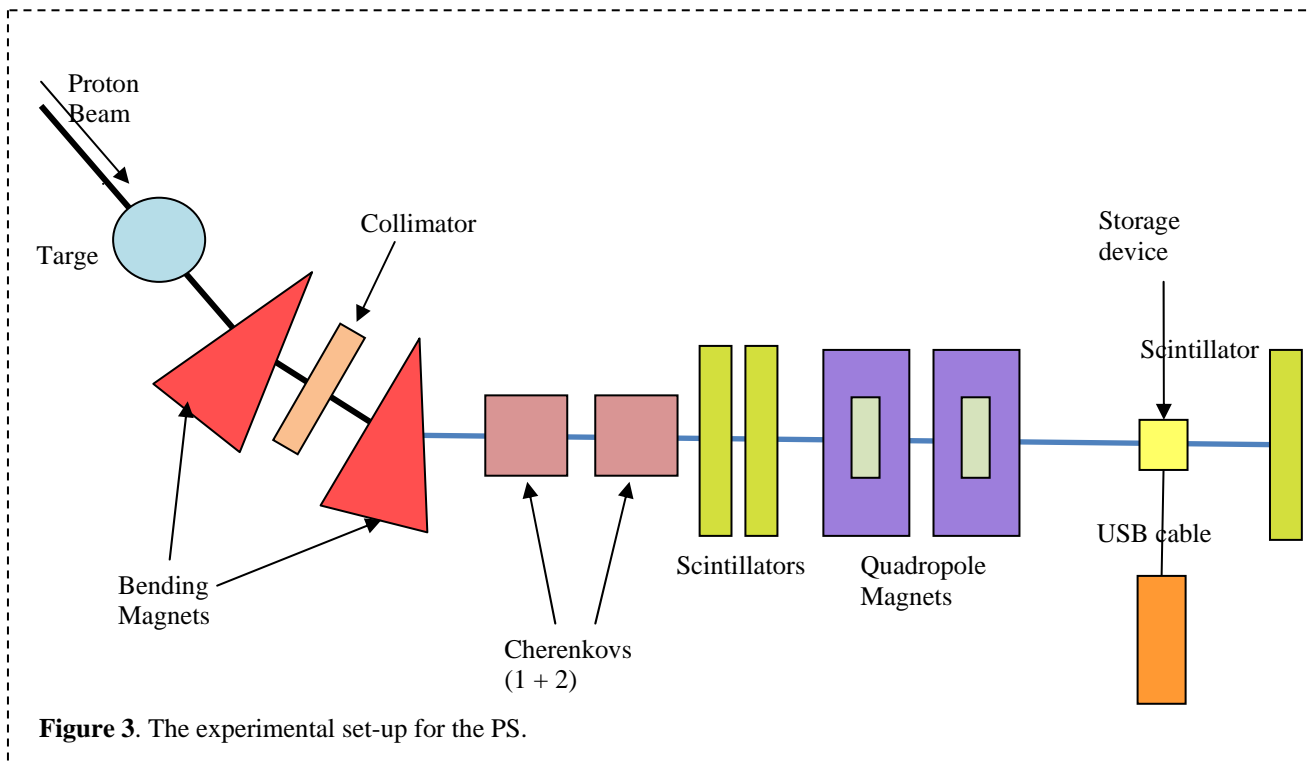 Proton
Beam
Collimator
Storage
device
Targe
Scintillator
USB cable
Scintillators
Quadropole
Magnets
Bending
Magnets
Cherenkovs
(1 + 2)
Figure 3. The experimental set-up for the PS.